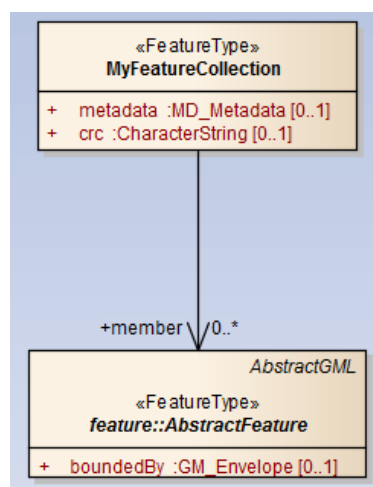 «FeatureType»
MyFeatureCollection
+ metadata :MD_Metadata [0..1]
+ crc :CharacterString [0..1]
+member 0..*
AbstractGML
«FeatureType»
feature::AbstractFeature
+ boundedBy :GM_Envelope [0..1]